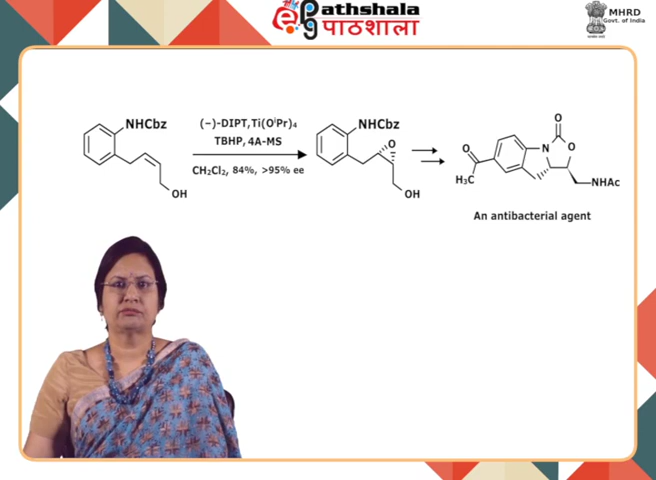 ePg Pathshala
पाठशाला
MHRD
Govt. of India
NHCbz
OH
(−)-DIPT,Ti(OⁱPr)₄
TBHP, 4A-MS
CH₂Cl₂, 84%, >95% ee
NHCbz
O
OH
O
O
N
O
H₃C
NHAc
An antibacterial agent